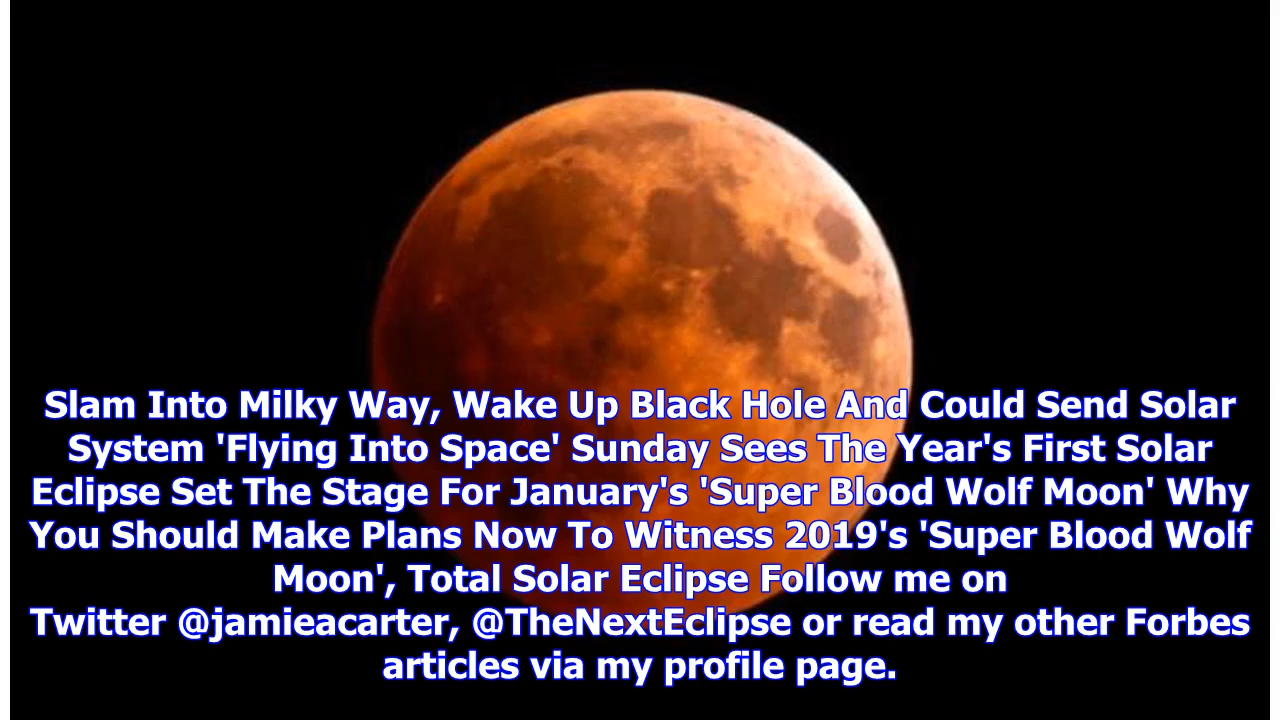 Slam Into Milky Way, Wake Up Black Hole And Could Send Solar
System 'Flying Into Space' Sunday Sees The Year's First Solar
Eclipse Set The Stage For January's 'Super Blood Wolf Moon' Why
You Should Make Plans Now To Witness 2019's 'Super Blood Wolf
Moon', Total Solar Eclipse Follow me on
Twitter @jamieacarter, @TheNextEclipse or read my other Forbes
articles via my profile page.